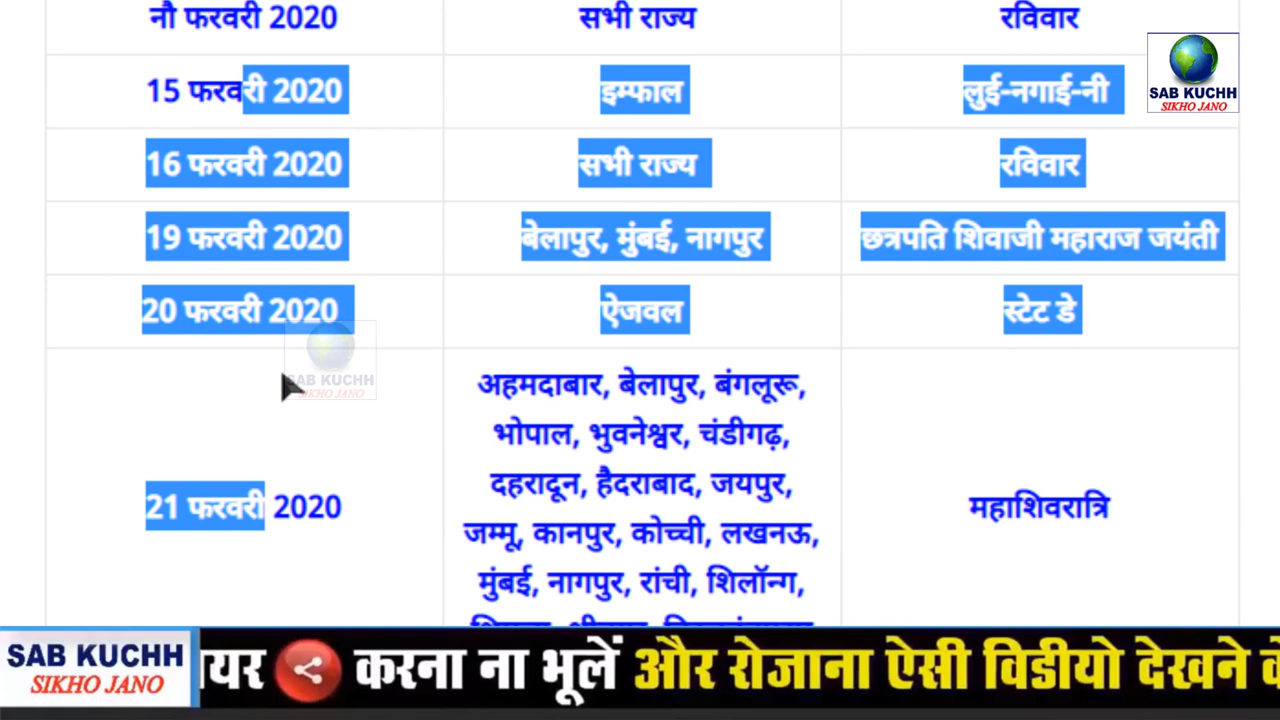 नौ फरवरी 2020 सभी राज्य रविवार
15 फरवरी 2020 इम्फाल लुई-नगाई-नी
16 फरवरी 2020 सभी राज्य रविवार
19 फरवरी 2020 बेलापुर, मुंबई, नागपुर छत्रपति शिवाजी महाराज जयंती
20 फरवरी 2020 ऐजवल स्टेट डे
अहमदाबार, बेलापुर, बंगलूरू,
भोपाल, भुवनेश्वर, चंडीगढ़,
दहरादून, हैदराबाद, जयपुर,
21 फरवरी 2020 महाशिवरात्रि
जम्मू, कानपुर, कोच्ची, लखनऊ,
मुंबई, नागपुर, रांची, शिलॉन्ग,
SAB KUCHH
SIKHO JANO
SAB KUCHH
SIKHO JANO
SAB KUCHH
SIKHO JANO
यर करना ना भूलें और रोजाना ऐसी विडीयो देखने